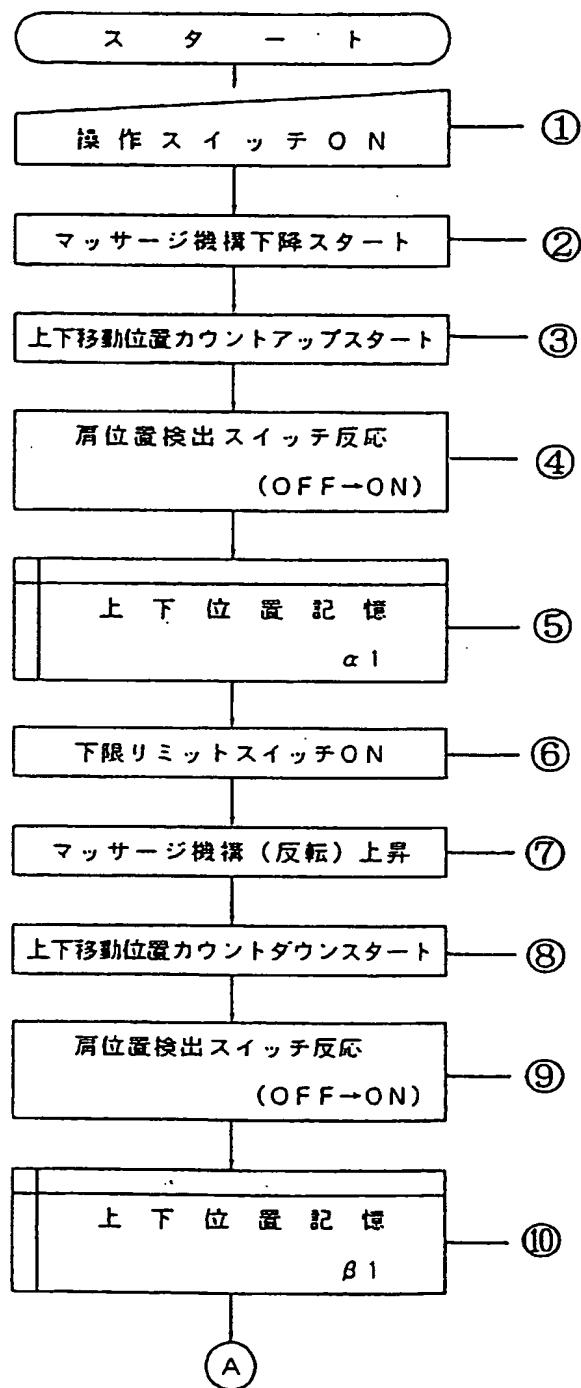 スタート
操作スイッチON
①
マッサージ機構下降スタート
②
上下移動位置カウントアップスタート
③
肩位置検出スイッチ反応
(OFF→ON)
④
上下位置記憶
α1
⑤
下限リミットスイッチON
⑥
マッサージ機構(反転)上昇
⑦
上下移動位置カウントダウンスタート
⑧
肩位置検出スイッチ反応
(OFF→ON)
⑨
上下位置記憶
β1
⑩
A